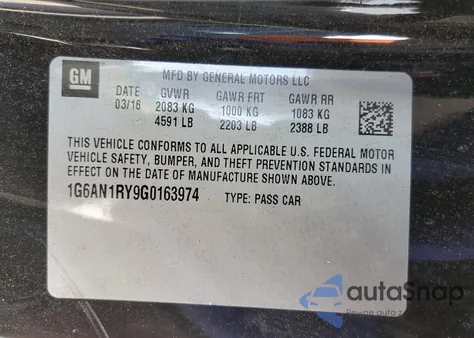 GM
MFD BY GENERAL MOTORS LLC
DATE GVWR GAWR FRT GAWR RR
03/16 2083 KG 1000 KG 1083 KG
4591 LB 2203 LB 2388 LB
THIS VEHICLE CONFORMS TO ALL APPLICABLE U.S. FEDERAL MOTOR
VEHICLE SAFETY, BUMPER, AND THEFT PREVENTION STANDARDS IN
EFFECT ON THE DATE OF MANUFACTURE SHOWN ABOVE.
1G6AN1RY9G0163974 TYPE: PASS CAR
autoSnap
Pewne auta z